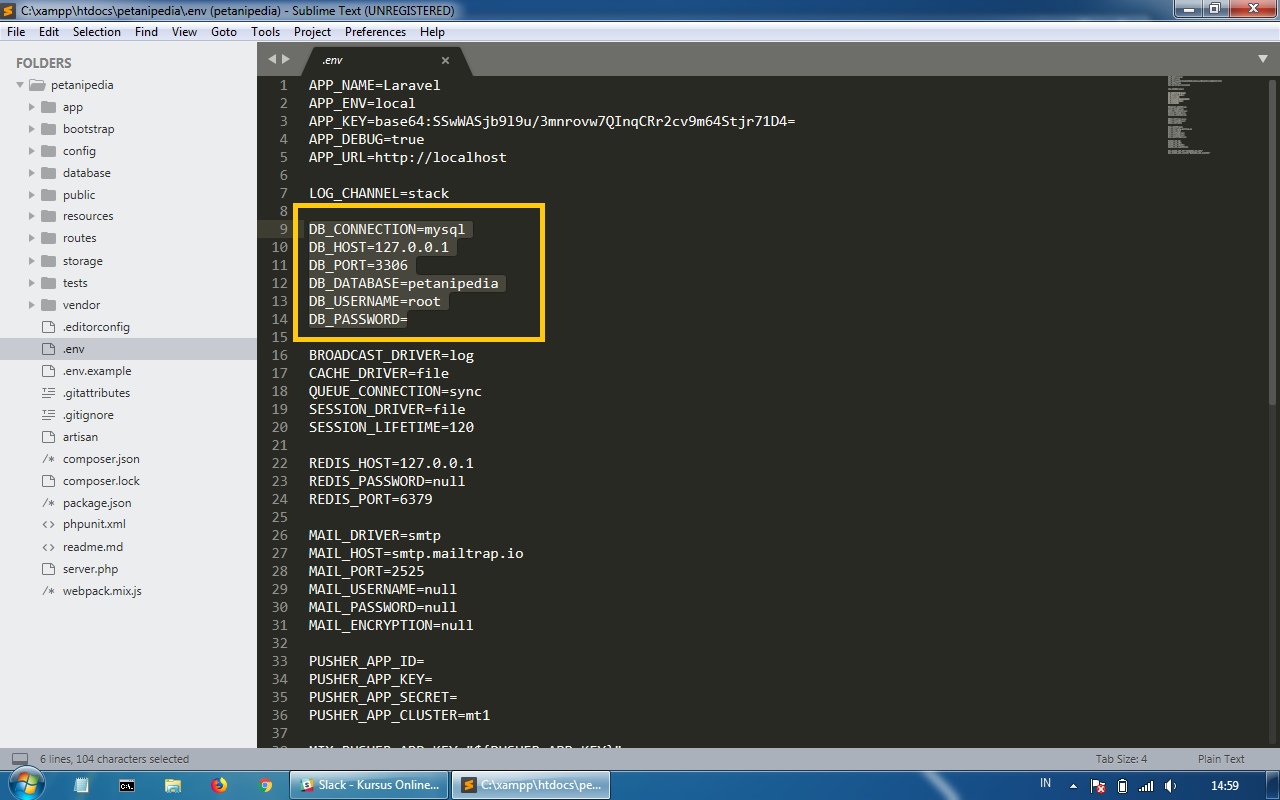 C:\xampp\htdocs\petanipedia\.env (petanipedia) - Sublime Text (UNREGISTERED)
File Edit Selection Find View Goto Tools Project Preferences Help
FOLDERS
petanipedia
app
bootstrap
config
database
public
resources
routes
storage
tests
vendor
.editorconfig
.env
.env.example
.gitattributes
.gitignore
artisan
composer.json
composer.lock
package.json
phpunit.xml
readme.md
server.php
webpack.mix.js
.env
1 APP_NAME=Laravel
2 APP_ENV=local
3 APP_KEY=base64:SSwWASjb9l9u/3mnrovw7QInqCRr2cv9m64Stjr71D4=
4 APP_DEBUG=true
5 APP_URL=http://localhost
6
7 LOG_CHANNEL=stack
8
9 DB_CONNECTION=mysql
10 DB_HOST=127.0.0.1
11 DB_PORT=3306
12 DB_DATABASE=petanipedia
13 DB_USERNAME=root
14 DB_PASSWORD=
15
16 BROADCAST_DRIVER=log
17 CACHE_DRIVER=file
18 QUEUE_CONNECTION=sync
19 SESSION_DRIVER=file
20 SESSION_LIFETIME=120
21
22 REDIS_HOST=127.0.0.1
23 REDIS_PASSWORD=null
24 REDIS_PORT=6379
25
26 MAIL_DRIVER=smtp
27 MAIL_HOST=smtp.mailtrap.io
28 MAIL_PORT=2525
29 MAIL_USERNAME=null
30 MAIL_PASSWORD=null
31 MAIL_ENCRYPTION=null
32
33 PUSHER_APP_ID=
34 PUSHER_APP_KEY=
35 PUSHER_APP_SECRET=
36 PUSHER_APP_CLUSTER=mt1
37
38 MIX_PUSHER_APP_KEY="${PUSHER_APP_KEY}"
6 lines, 104 characters selected
Tab Size: 4 Plain Text
Slack - Kursus Online... C:\xampp\htdocs\pe... IN 14:59